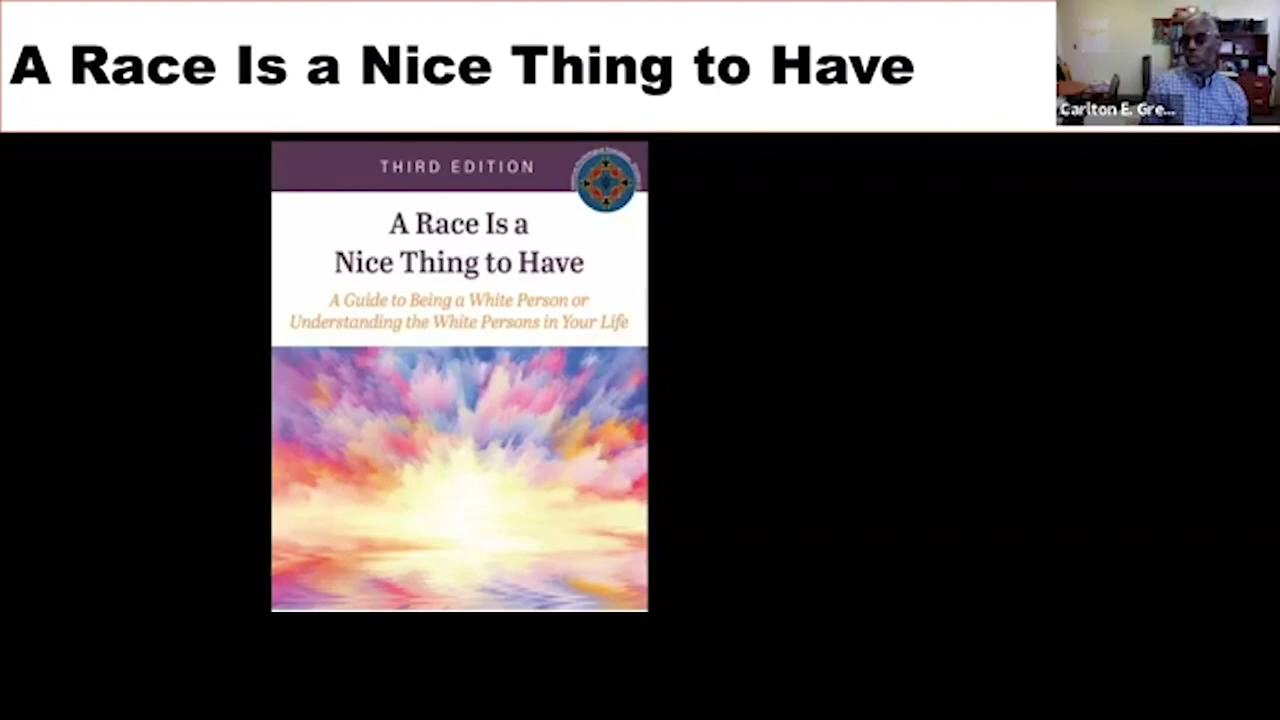 A Race Is a Nice Thing to Have
Carlton E. Gre...
THIRD EDITION
A Race Is a
Nice Thing to Have
A Guide to Being a White Person or
Understanding the White Persons in Your Life